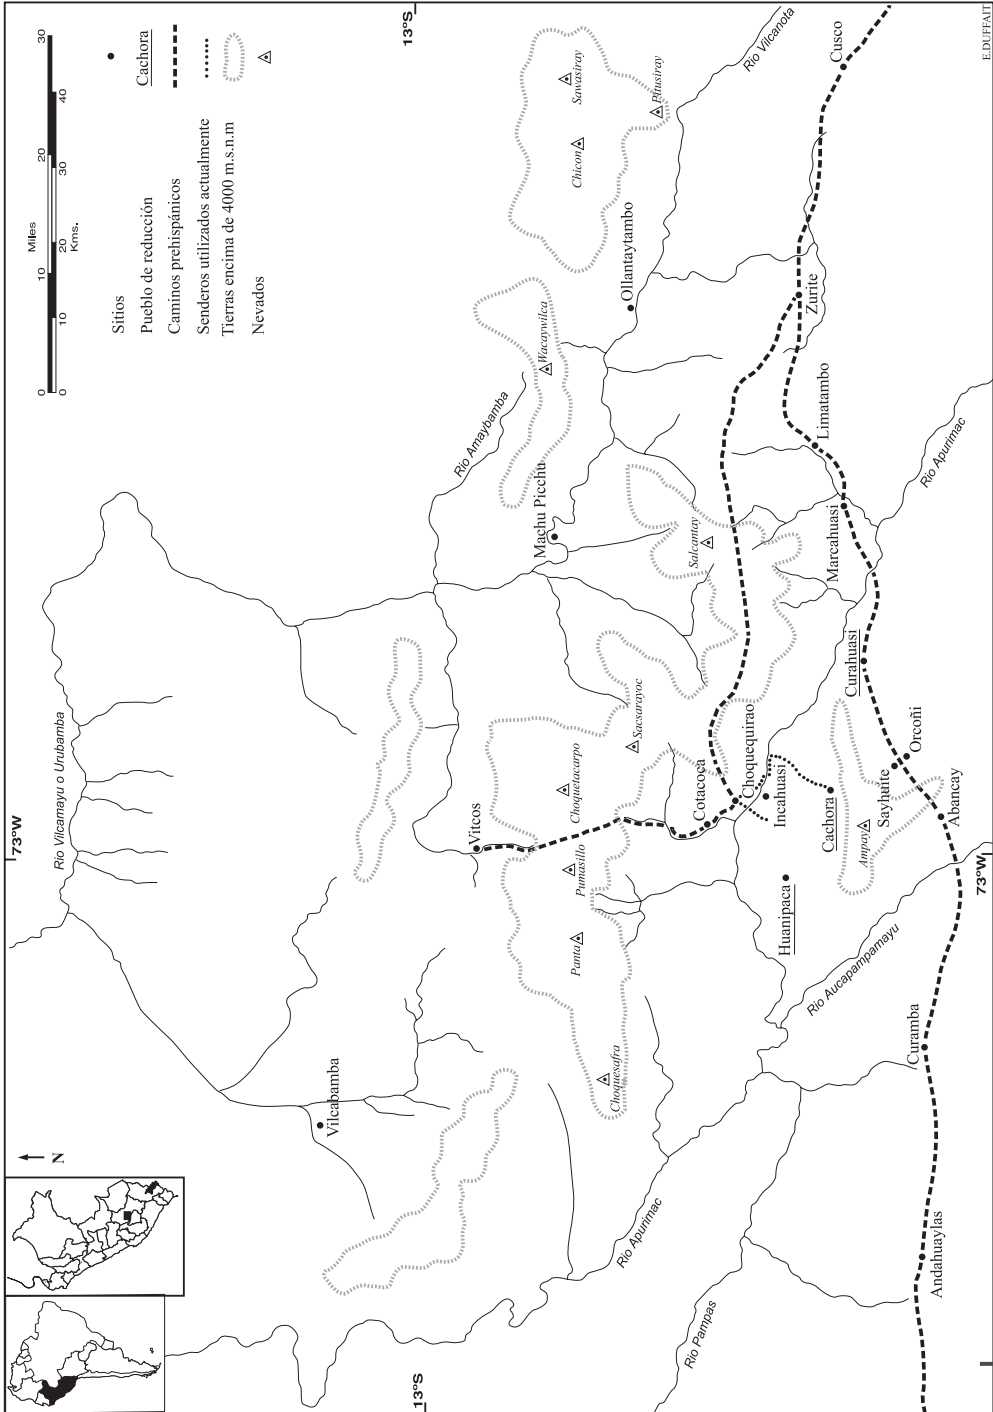 13°S
73°W
Miles
0 10 20 30
0 10 20 30 40
Kms.
Sitios
Pueblo de reducción
Cachora
Caminos prehispánicos
Senderos utilizados actualmente
Tierras encima de 4000 m.s.n.m
Nevados
N
Rio Vilcamayu o Urubamba
Vilcabamba
Rio Amaybamba
Rio Vilcanota
Sawasiray
Chicon
Pitusiray
Wacaywilca
Ollantaytambo
Machu Picchu
Vitcos
Salcantay
Sacsarayoc
Choquetacarpo
Pumasillo
Panta
Choquesafra
Cotacoca
Choquequirao
Incahuasi
Cachora
Huanipaca
Ampay
Cusco
Zurite
Limatambo
Marcahuasi
Curahuasi
Orcoñi
Sayhuite
Abancay
Curamba
Andahuaylas
Rio Apurimac
Rio Aucapampamayu
Rio Apurimac
Rio Pampas
13°S
73°W
E.DUFFAIT